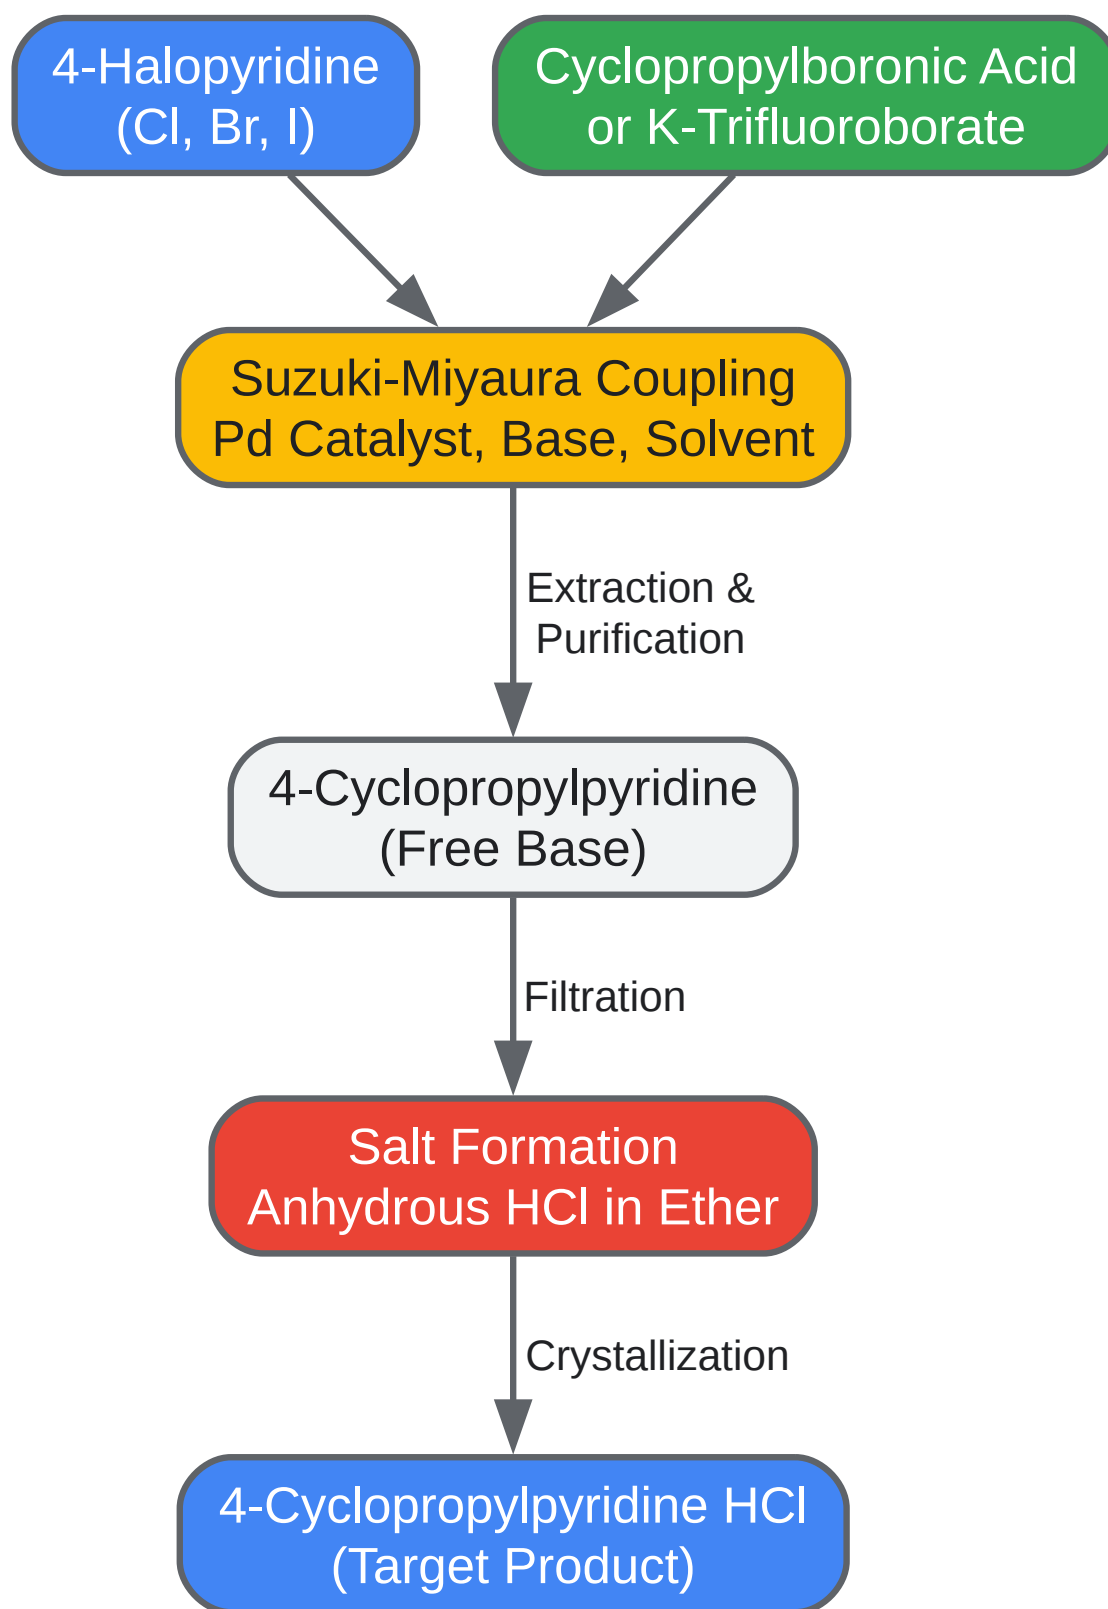 4-Halopyridine
(Cl, Br, I)
Cyclopropylboronic Acid
or K-Trifluoroborate
Suzuki-Miyaura Coupling
Pd Catalyst, Base, Solvent
Extraction &
Purification
4-Cyclopropylpyridine
(Free Base)
Filtration
Salt Formation
Anhydrous HCl in Ether
Crystallization
4-Cyclopropylpyridine HCl
(Target Product)